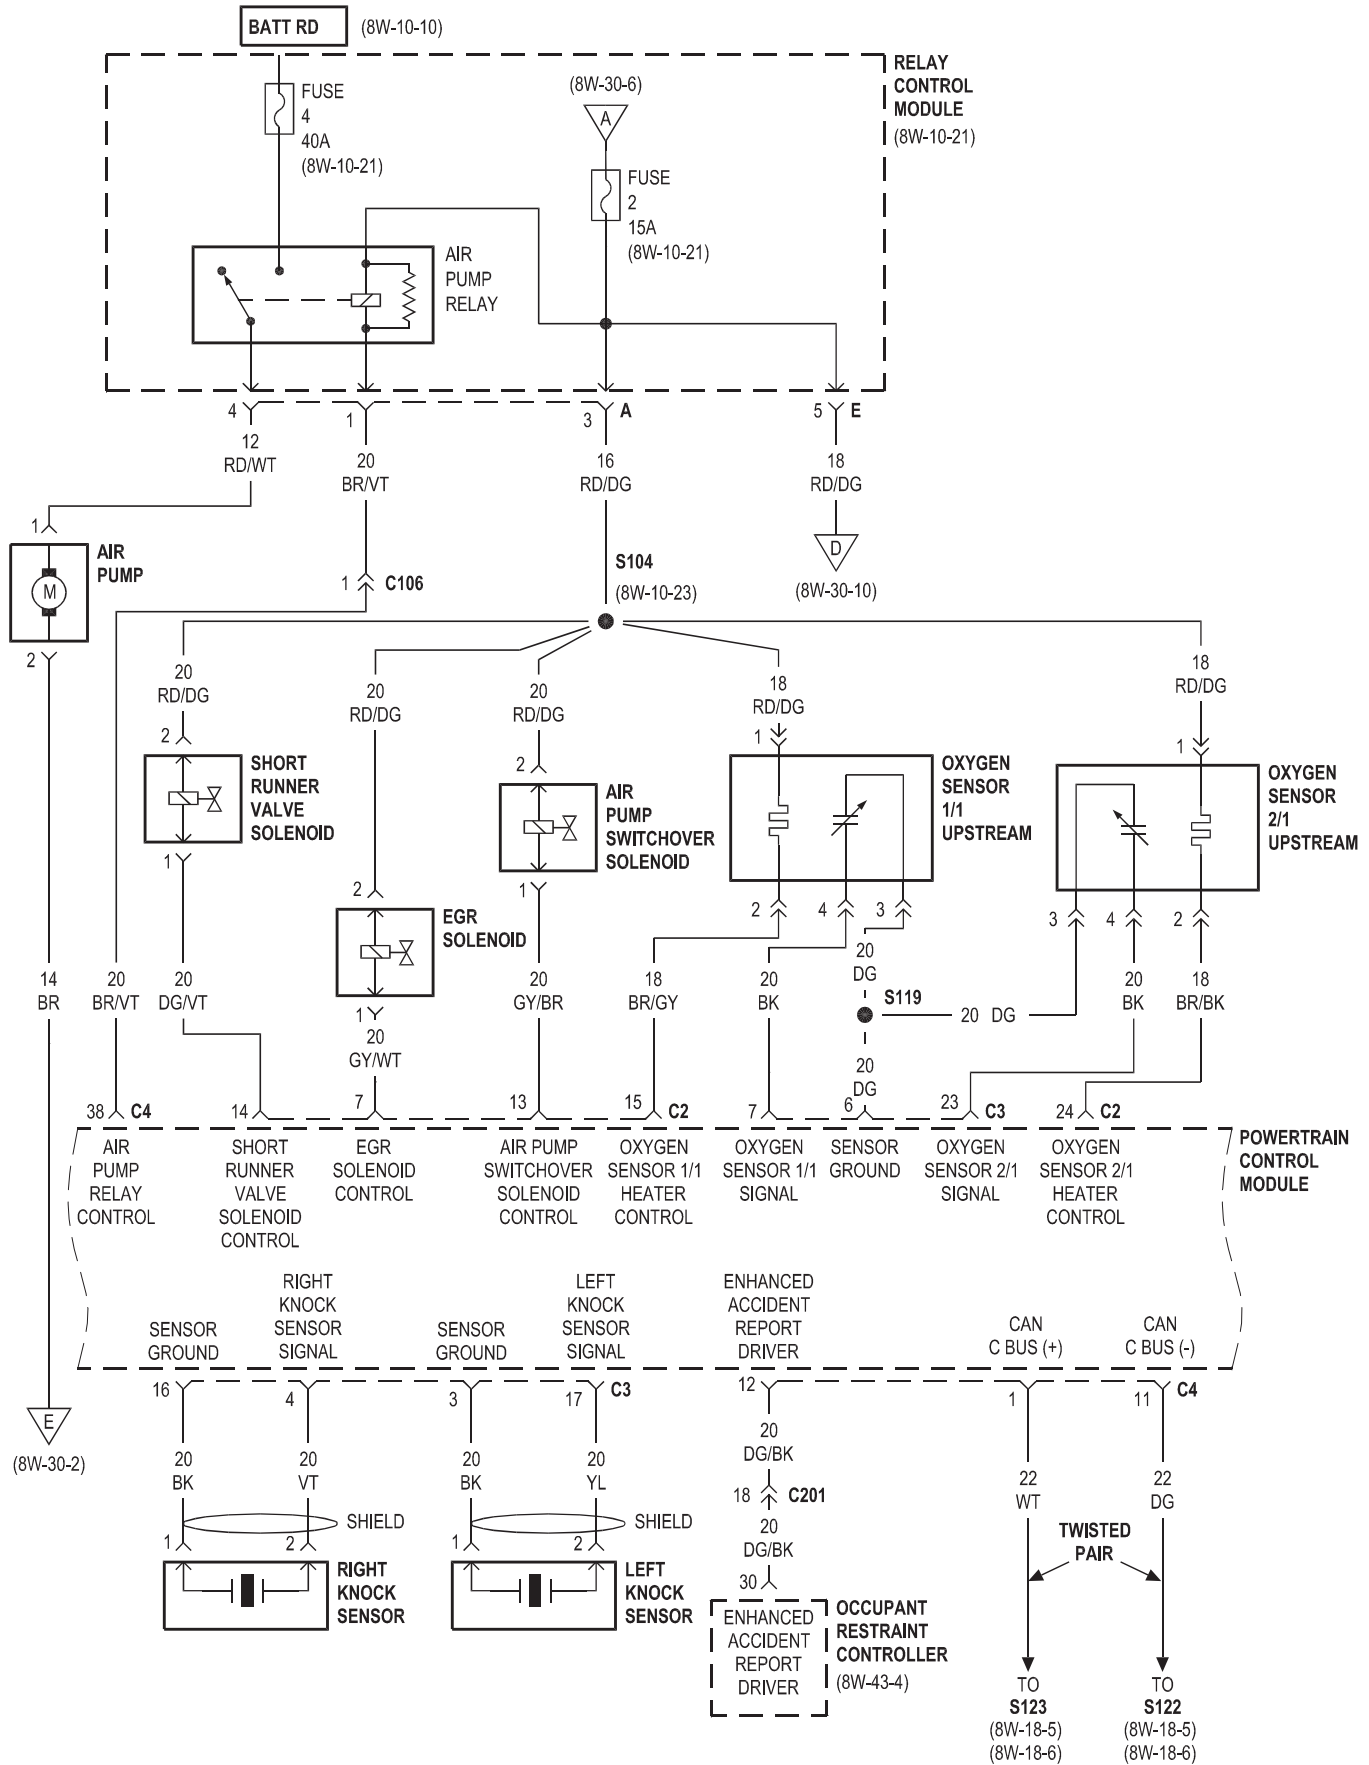 BATT RD (8W-10-10)
RELAY
CONTROL
MODULE
(8W-10-21)
FUSE
4
40A
(8W-10-21)
(8W-30-6)
A
FUSE
2
15A
(8W-10-21)
AIR
PUMP
RELAY
4 1 3 A 5 E
12
RD/WT
20
BR/VT
16
RD/DG
18
RD/DG
1
AIR
PUMP
M
2
1 C106
S104
(8W-10-23)
D
(8W-30-10)
20
RD/DG
20
RD/DG
20
RD/DG
18
RD/DG
18
RD/DG
2
SHORT
RUNNER
VALVE
SOLENOID
1
2
EGR
SOLENOID
1
2
AIR
PUMP
SWITCHOVER
SOLENOID
1
1
OXYGEN
SENSOR
1/1
UPSTREAM
2 4 3
1
OXYGEN
SENSOR
2/1
UPSTREAM
3 4 2
14
BR
20
BR/VT
20
DG/VT
20
GY/WT
20
GY/BR
18
BR/GY
20
BK
20
DG
S119
20 DG
20
DG
20
BK
18
BR/BK
38 C4 14 7 13 15 C2 7 6 23 C3 24 C2
AIR
PUMP
RELAY
CONTROL
SHORT
RUNNER
VALVE
SOLENOID
CONTROL
EGR
SOLENOID
CONTROL
AIR PUMP
SWITCHOVER
SOLENOID
CONTROL
OXYGEN
SENSOR 1/1
HEATER
CONTROL
OXYGEN
SENSOR 1/1
SIGNAL
SENSOR
GROUND
OXYGEN
SENSOR 2/1
SIGNAL
OXYGEN
SENSOR 2/1
HEATER
CONTROL
POWERTRAIN
CONTROL
MODULE
SENSOR
GROUND
RIGHT
KNOCK
SENSOR
SIGNAL
SENSOR
GROUND
LEFT
KNOCK
SENSOR
SIGNAL
ENHANCED
ACCIDENT
REPORT
DRIVER
CAN
C BUS (+)
CAN
C BUS (-)
16 4 3 17 C3 12 1 11 C4
E
(8W-30-2)
20
BK
20
VT
20
BK
20
YL
20
DG/BK
18 C201
20
DG/BK
30
22
WT
22
DG
SHIELD
SHIELD
1 2
1 2
RIGHT
KNOCK
SENSOR
LEFT
KNOCK
SENSOR
TWISTED
PAIR
ENHANCED
ACCIDENT
REPORT
DRIVER
OCCUPANT
RESTRAINT
CONTROLLER
(8W-43-4)
TO
S123
(8W-18-5)
(8W-18-6)
TO
S122
(8W-18-5)
(8W-18-6)